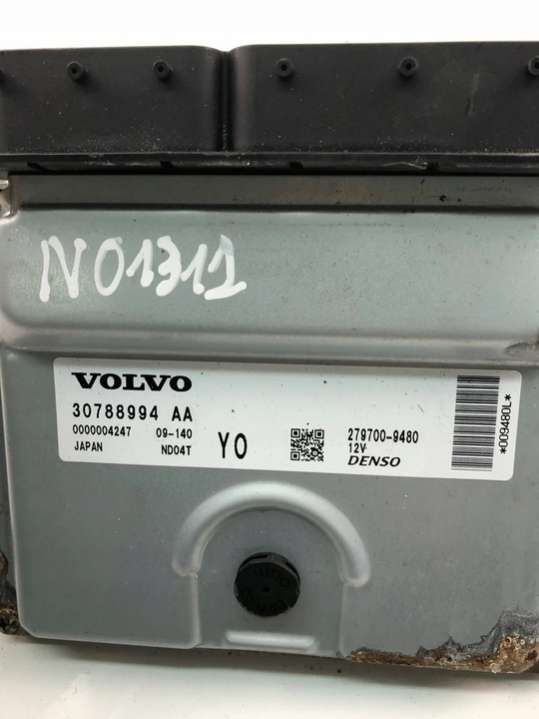 N01311
VOLVO
30788994 AA
0000004247 09-140
JAPAN ND04T
YO
279700-9480
12V
DENSO
*009480L*